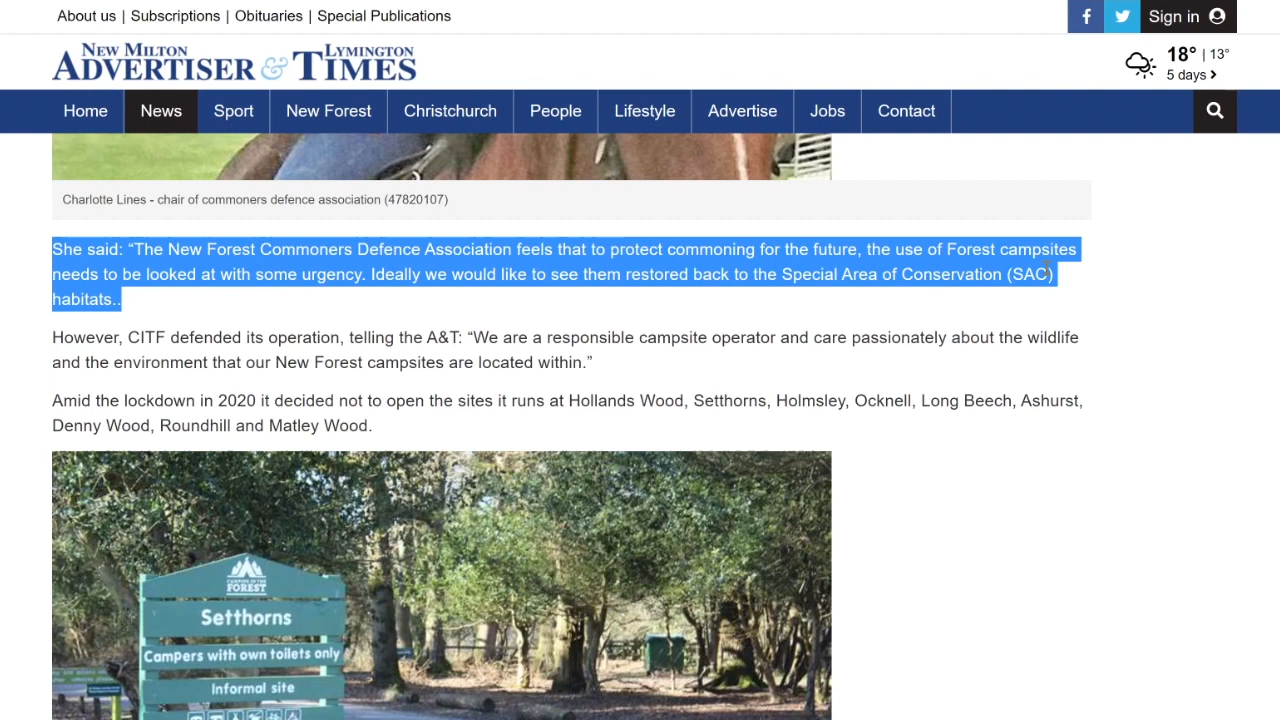 About us | Subscriptions | Obituaries | Special Publications
Sign in
NEW MILTON LYMINGTON
ADVERTISER & TIMES
18° | 13°
5 days
Home News Sport New Forest Christchurch People Lifestyle Advertise Jobs Contact
Charlotte Lines - chair of commoners defence association (47820107)
She said: “The New Forest Commoners Defence Association feels that to protect commoning for the future, the use of Forest campsites
needs to be looked at with some urgency. Ideally we would like to see them restored back to the Special Area of Conservation (SAC)
habitats..
However, CITF defended its operation, telling the A&T: “We are a responsible campsite operator and care passionately about the wildlife
and the environment that our New Forest campsites are located within.”
Amid the lockdown in 2020 it decided not to open the sites it runs at Hollands Wood, Setthorns, Holmsley, Ocknell, Long Beech, Ashurst,
Denny Wood, Roundhill and Matley Wood.
CAMPING IN THE
FOREST
Setthorns
Campers with own toilets only
Informal site